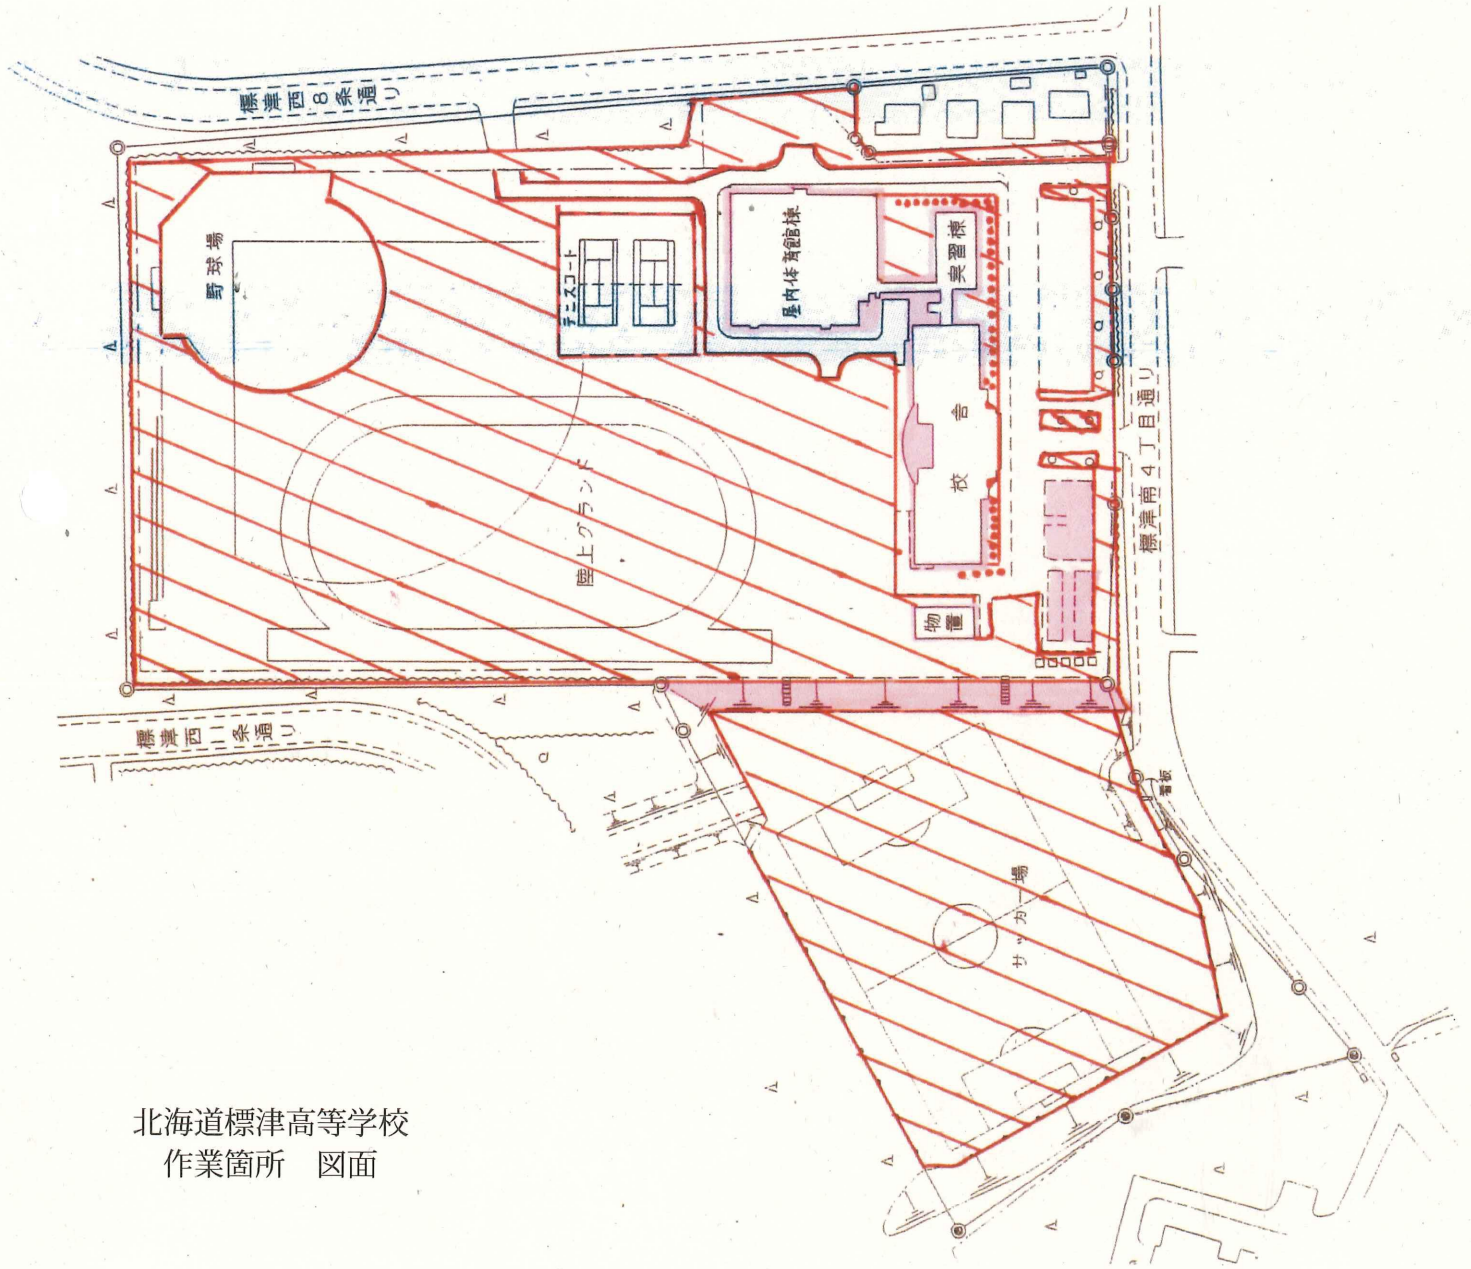 標津西8条通り
野球場
テニスコート
屋内体育館棟
実習棟
校舎
標津南4丁目通り
陸上グランド
物置
標津西11条通り
看板
サッカー場
北海道標津高等学校
作業箇所 図面